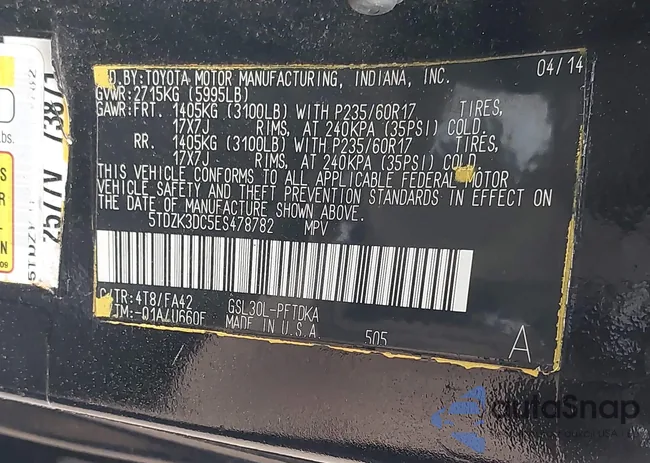 MFD.BY:TOYOTA MOTOR MANUFACTURING, INDIANA, INC. 04/14
GVWR:2715KG (5995LB)
GAWR:FRT. 1405KG (3100LB) WITH P235/60R17 TIRES,
17X7J RIMS, AT 240KPA (35PSI) COLD.
RR. 1405KG (3100LB) WITH P235/60R17 TIRES,
17X7J RIMS, AT 240KPA (35PSI) COLD.
THIS VEHICLE CONFORMS TO ALL APPLICABLE FEDERAL MOTOR
VEHICLE SAFETY AND THEFT PREVENTION STANDARDS IN EFFECT ON
THE DATE OF MANUFACTURE SHOWN ABOVE.
5TDZK3DC5ES478782 MPV
C/TR:4T8/FA42 GSL30L-PFTDKA
MADE IN U.S.A. 505
A
lbs.
autoSnap